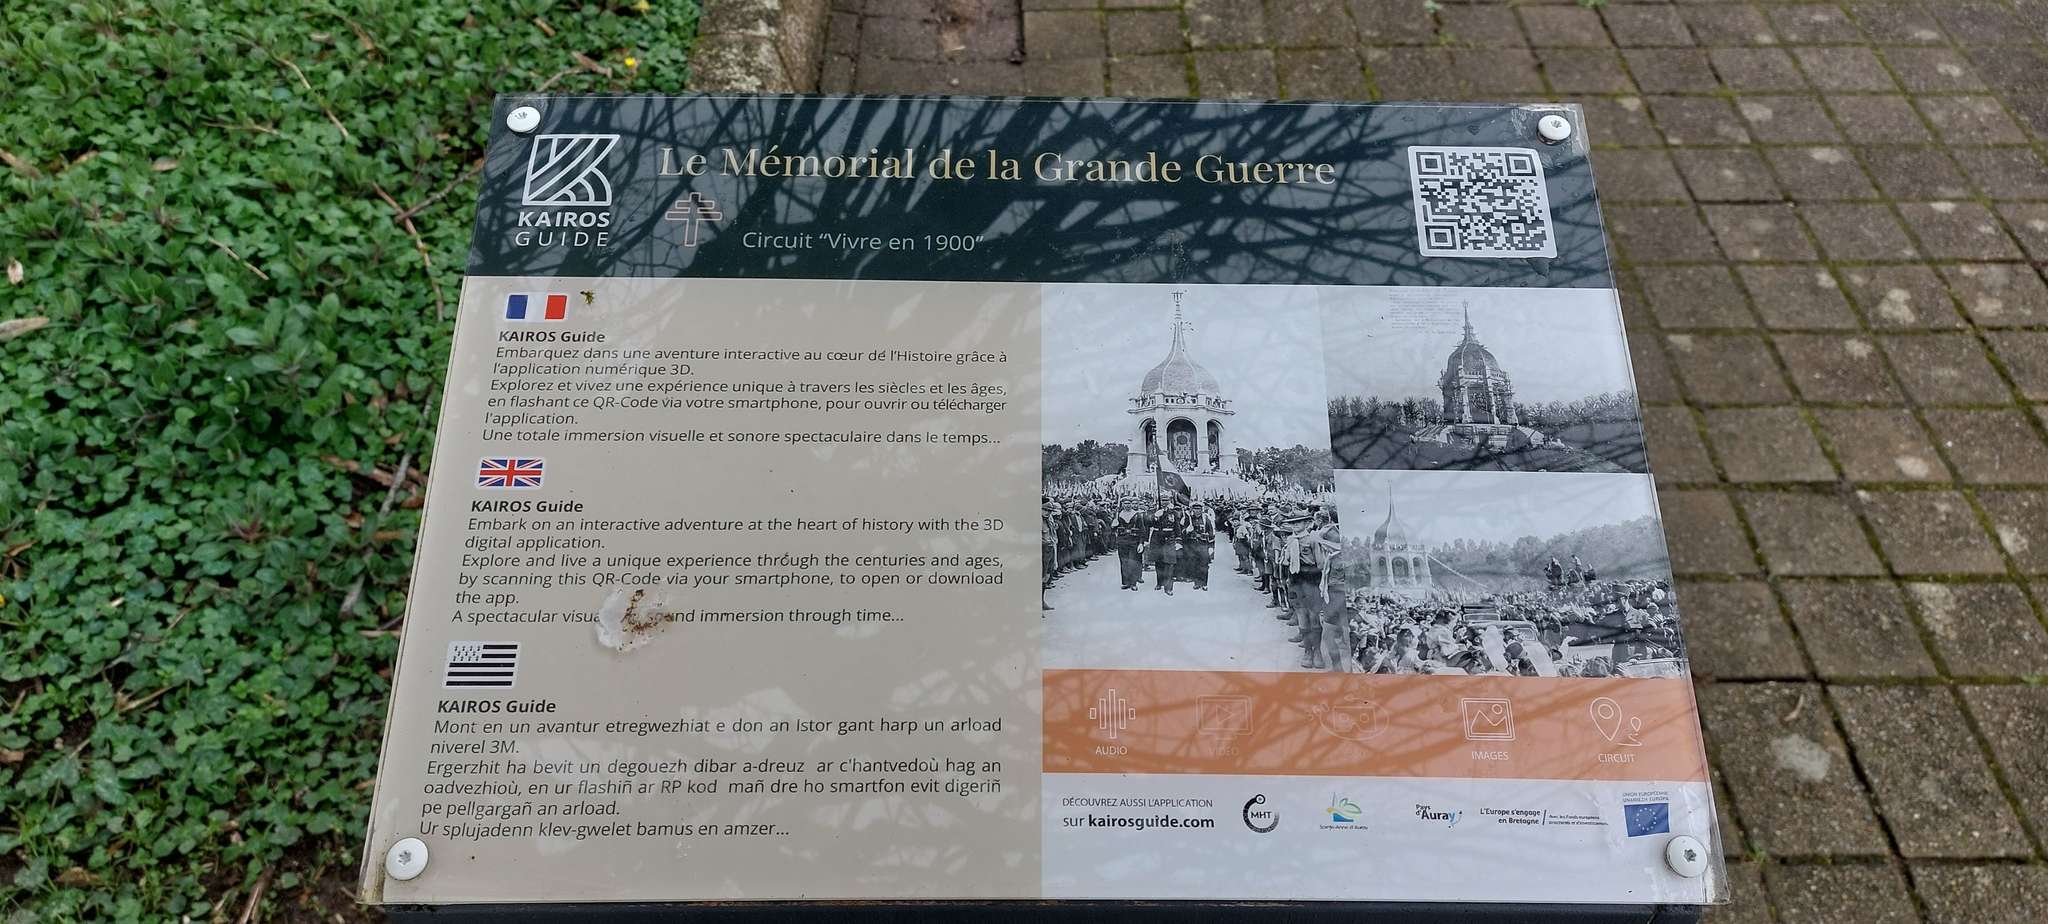 KAIROS
GUIDE
Le Mémorial de la Grande Guerre
Circuit “Vivre en 1900”
KAIROS Guide
Embarquez dans une aventure interactive au cœur de l’Histoire grâce à
l’application numérique 3D.
Explorez et vivez une expérience unique à travers les siècles et les âges,
en flashant ce QR-Code via votre smartphone, pour ouvrir ou télécharger
l’application.
Une totale immersion visuelle et sonore spectaculaire dans le temps...
KAIROS Guide
Embark on an interactive adventure at the heart of history with the 3D
digital application.
Explore and live a unique experience through the centuries and ages,
by scanning this QR-Code via your smartphone, to open or download
the app.
A spectacular immersion through time...
KAIROS Guide
Mont en un avantur etregwezhiat e don an Istor gant harp un arload
niverel 3M.
Ergerzhit ha bevit un degouezh dibar a-dreuz ar c'hantvedoù hag an
oadvezhioù, en ur flashiñ ar RP kod mañ dre ho smartfon evit digeriñ
pe pellgargañ an arload.
Ur splujadenn klev-gwelet bamus en amzer...
AUDIO
VIDÉO
360
IMAGES
CIRCUIT
DÉCOUVREZ AUSSI L’APPLICATION
sur kairosguide.com
MHT
Sainte-Anne d'Auray
Pays
d'Auray
L'Europe s'engage
en Bretagne
UNION EUROPÉENNE
UNANIEZH EUROPA